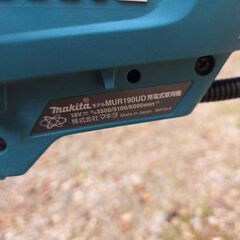 makita モデル MUR190UD 充電式草刈機
18V⎓ 3500/5100/6000min⁻¹
株式会社マキタ Made in Japan